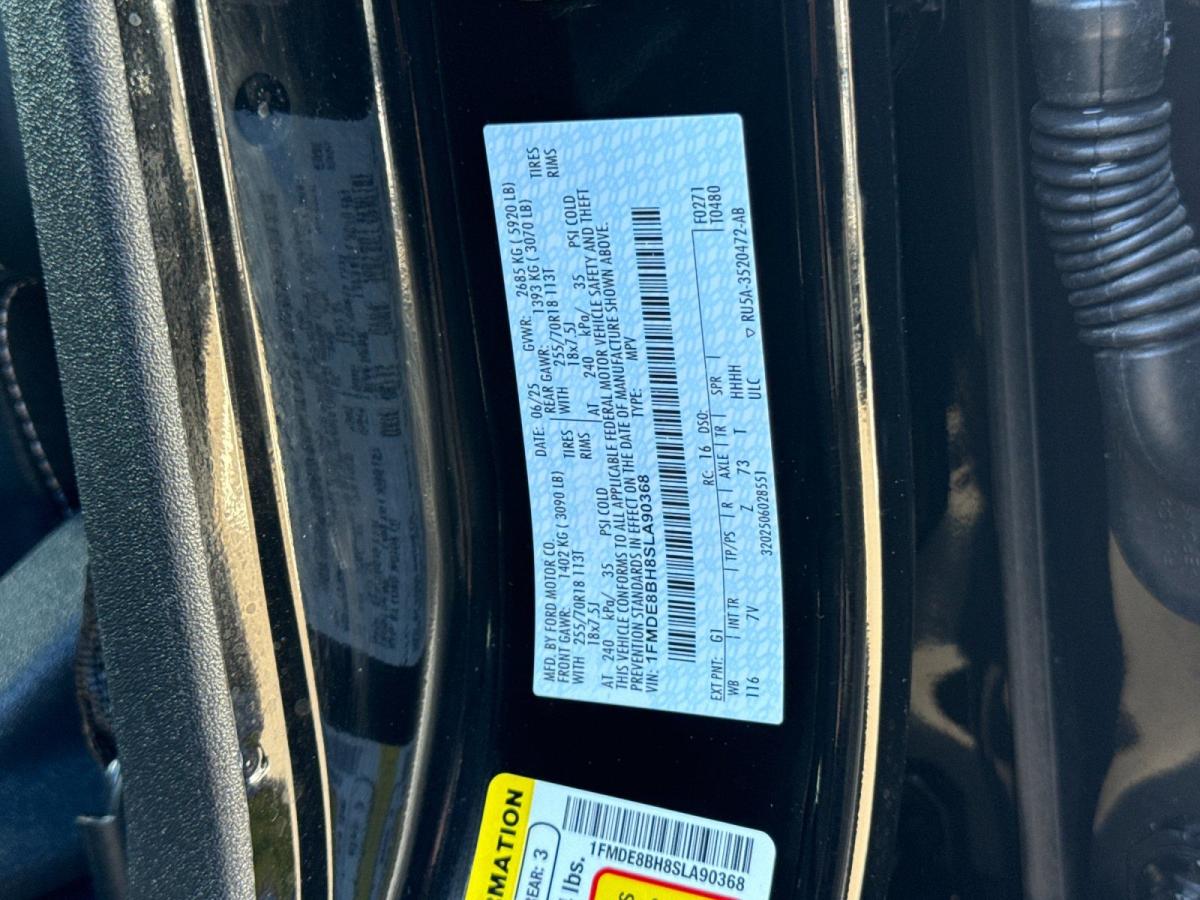 MFD. BY FORD MOTOR CO. DATE: 06/25 GVWR: 2685 KG ( 5920 LB)
FRONT GAWR: 1402 KG ( 3090 LB) REAR GAWR: 1393 KG ( 3070 LB)
WITH 255/70R18 113T TIRES WITH 255/70R18 113T TIRES
18x7.5J RIMS 18x7.5J RIMS
AT 240 kPa/ 35 PSI COLD AT 240 kPa/ 35 PSI COLD
THIS VEHICLE CONFORMS TO ALL APPLICABLE FEDERAL MOTOR VEHICLE SAFETY AND THEFT
PREVENTION STANDARDS IN EFFECT ON THE DATE OF MANUFACTURE SHOWN ABOVE.
VIN: 1FMDE8BH8SLA90368 TYPE: MPV
EXT PNT: G1 RC: 16 DSO: F0271
WB INT TR TP/PS R AXLE TR SPR T0480
116 7V Z 73 T HHHH
ULC
3202506028551 RU5A-3520472-AB
RMATION
EAR: 3
lbs.
1FMDE8BH8SLA90368